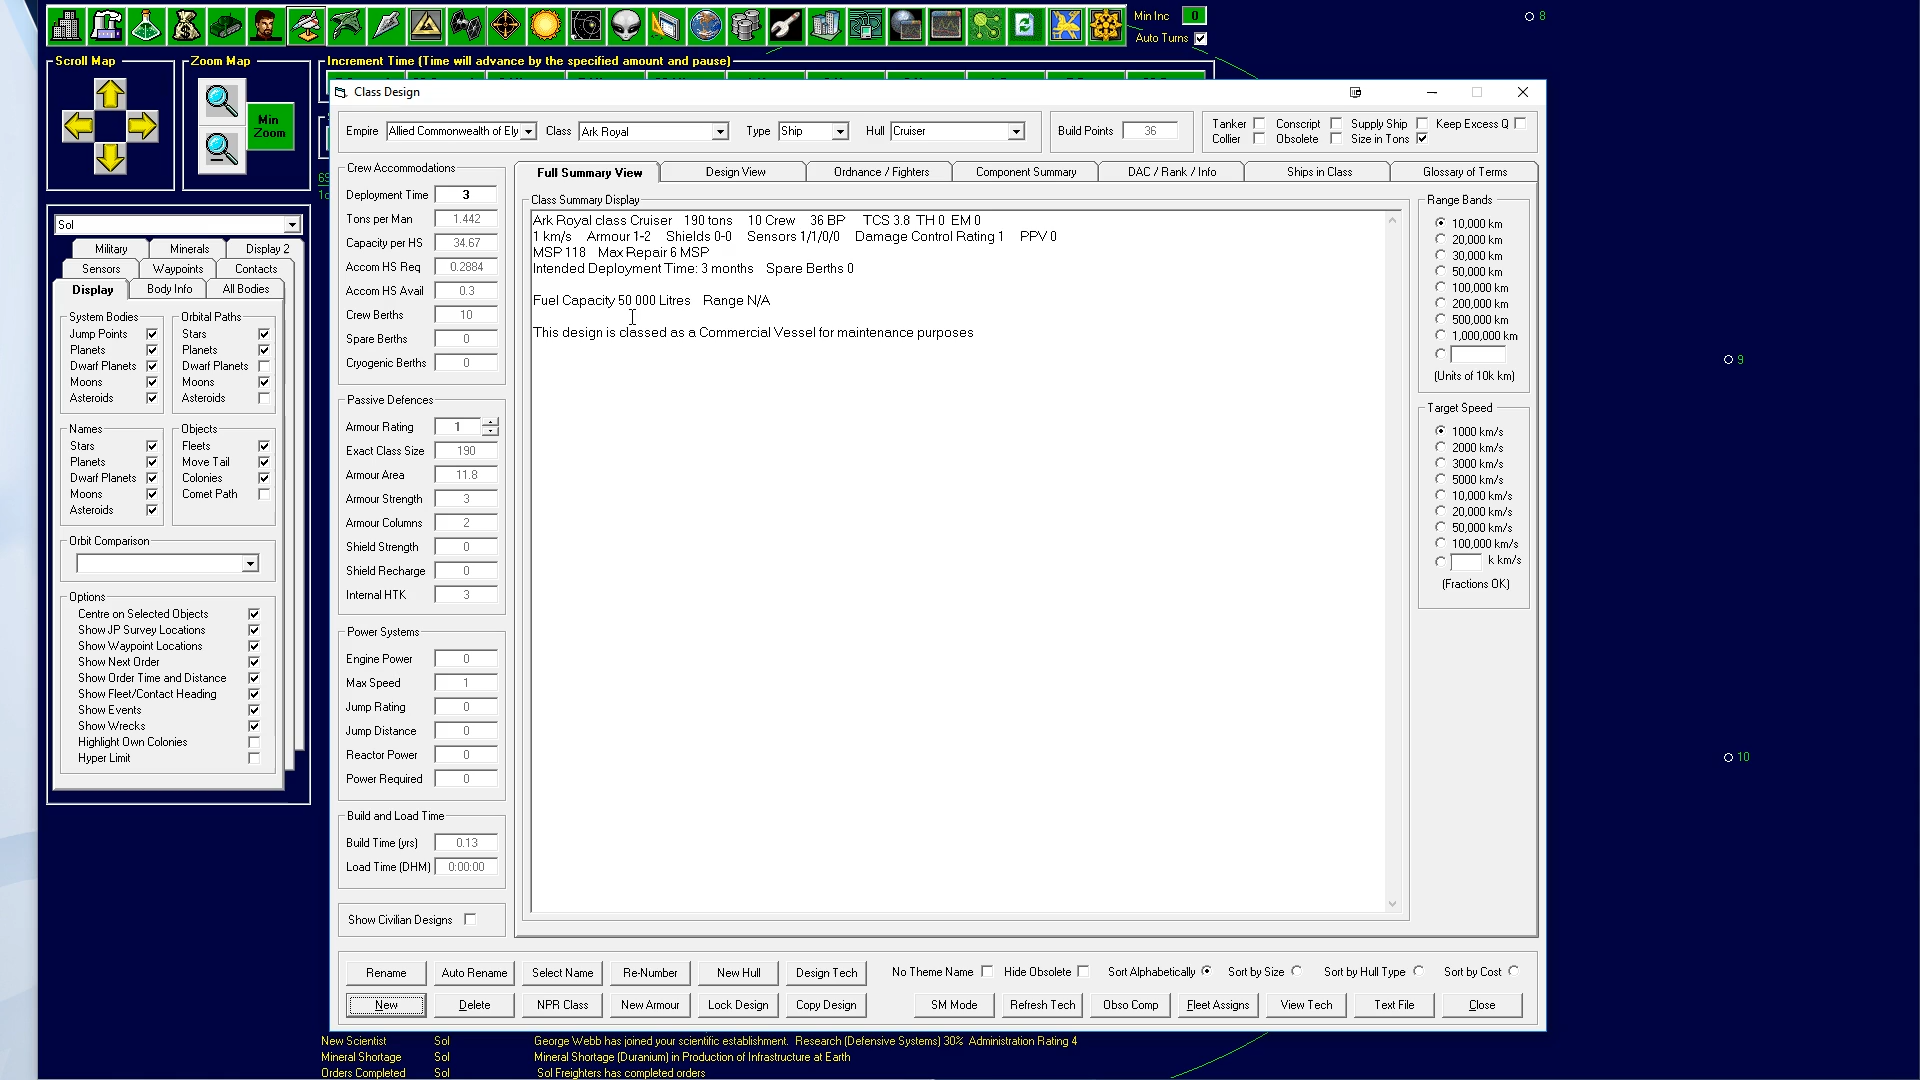 Min Inc 0
Auto Turns
8
Scroll Map
Zoom Map
Min Zoom
Increment Time (Time will advance by the specified amount and pause)
Class Design
Empire Allied Commonwealth of Ely Class Ark Royal Type Ship Hull Cruiser Build Points 36
Tanker Conscript Supply Ship Keep Excess Q
Collier Obsolete Size in Tons
Sol
Military Minerals Display 2
Sensors Waypoints Contacts
Display Body Info All Bodies
System Bodies
Jump Points
Planets
Dwarf Planets
Moons
Asteroids
Orbital Paths
Stars
Planets
Dwarf Planets
Moons
Asteroids
Names
Stars
Planets
Dwarf Planets
Moons
Asteroids
Objects
Fleets
Move Tail
Colonies
Comet Path
Orbit Comparison
Options
Centre on Selected Objects
Show JP Survey Locations
Show Waypoint Locations
Show Next Order
Show Order Time and Distance
Show Fleet/Contact Heading
Show Events
Show Wrecks
Highlight Own Colonies
Hyper Limit
Crew Accommodations
Deployment Time 3
Tons per Man 1.442
Capacity per HS 34.67
Accom HS Req 0.2884
Accom HS Avail 0.3
Crew Berths 10
Spare Berths 0
Cryogenic Berths 0
Passive Defences
Armour Rating 1
Exact Class Size 190
Armour Area 11.8
Armour Strength 3
Armour Columns 2
Shield Strength 0
Shield Recharge 0
Internal HTK 3
Power Systems
Engine Power 0
Max Speed 1
Jump Rating 0
Jump Distance 0
Reactor Power 0
Power Required 0
Build and Load Time
Build Time (yrs) 0.13
Load Time (DHM) 0:00:00
Show Civilian Designs
Full Summary View Design View Ordnance / Fighters Component Summary DAC / Rank / Info Ships in Class Glossary of Terms
Class Summary Display
Ark Royal class Cruiser 190 tons 10 Crew 36 BP TCS 3.8 TH 0 EM 0
1 km/s Armour 1-2 Shields 0-0 Sensors 1/1/0/0 Damage Control Rating 1 PPV 0
MSP 118 Max Repair 6 MSP
Intended Deployment Time: 3 months Spare Berths 0
Fuel Capacity 50 000 Litres Range N/A
This design is classed as a Commercial Vessel for maintenance purposes
Range Bands
10,000 km
20,000 km
30,000 km
50,000 km
100,000 km
200,000 km
500,000 km
1,000,000 km
(Units of 10k km)
Target Speed
1000 km/s
2000 km/s
3000 km/s
5000 km/s
10,000 km/s
20,000 km/s
50,000 km/s
100,000 km/s
k km/s
(Fractions OK)
9
10
Rename Auto Rename Select Name Re-Number New Hull Design Tech No Theme Name Hide Obsolete Sort Alphabetically Sort by Size Sort by Hull Type Sort by Cost
New Delete NPR Class New Armour Lock Design Copy Design SM Mode Refresh Tech Obso Comp Fleet Assigns View Tech Text File Close
New Scientist Sol George Webb has joined your scientific establishment. Research (Defensive Systems) 30% Administration Rating 4
Mineral Shortage Sol Mineral Shortage (Duranium) in Production of Infrastructure at Earth
Orders Completed Sol Sol Freighters has completed orders